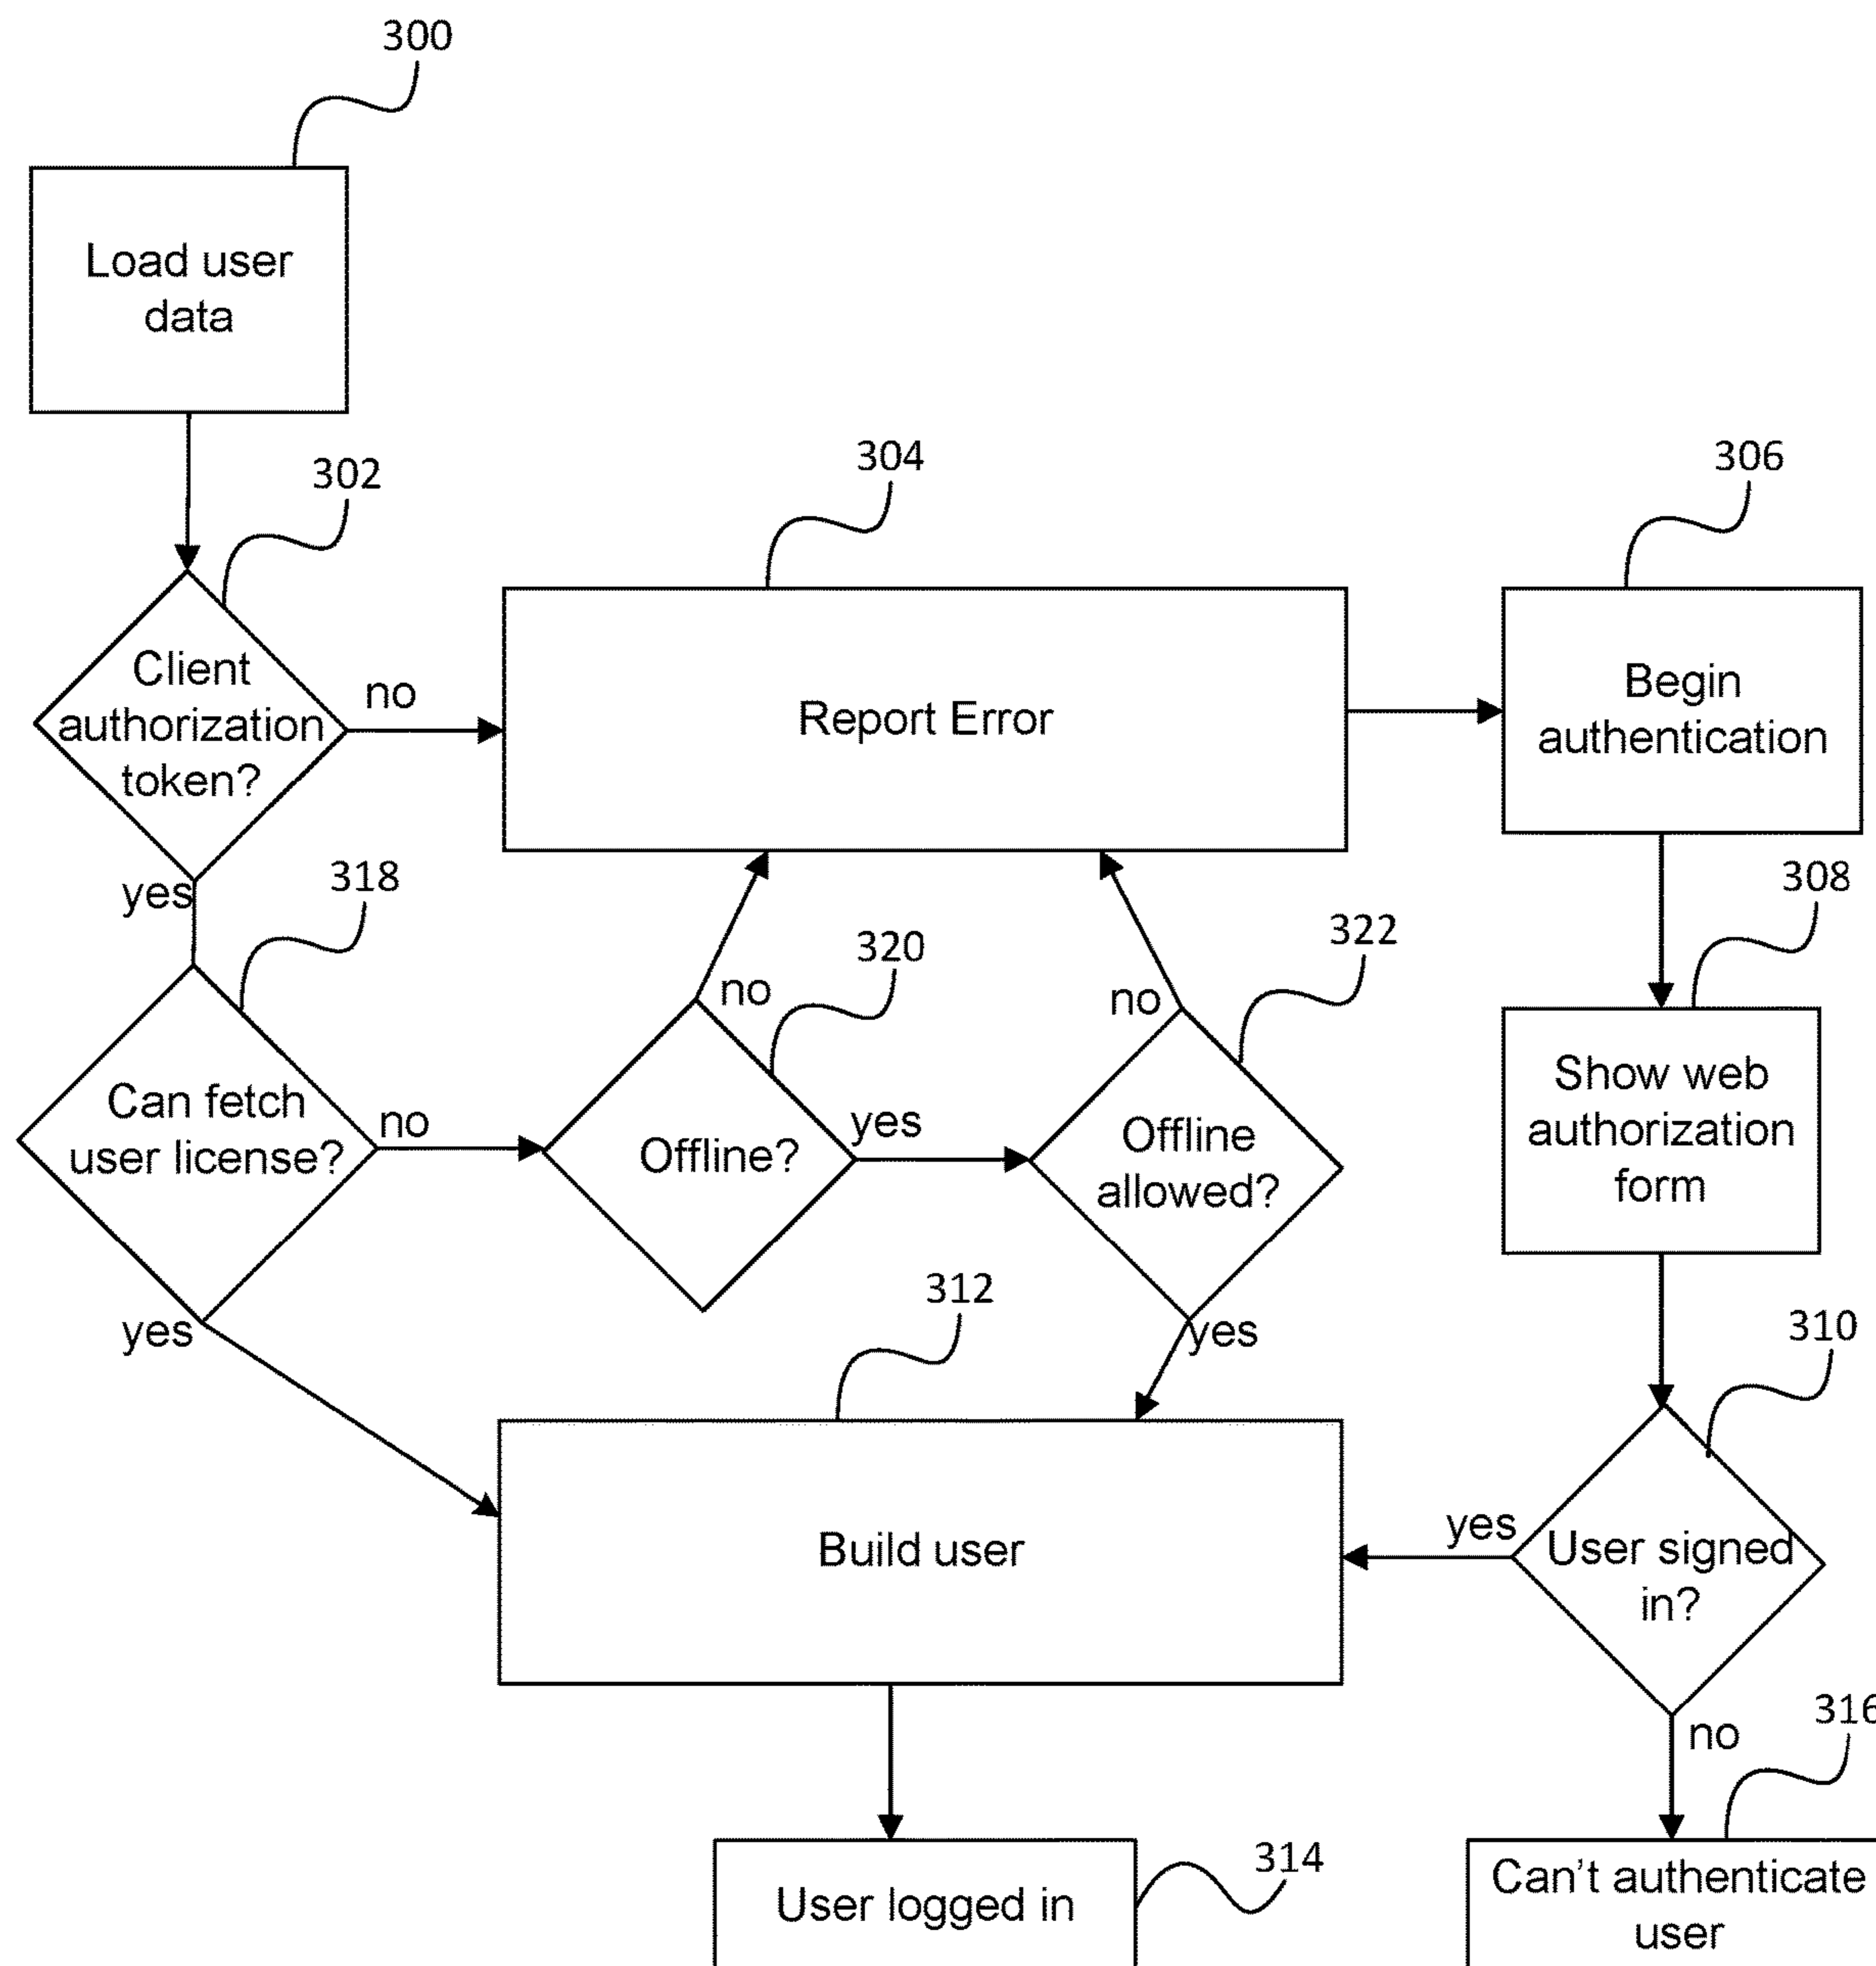 300
Load user
data
302
304
306
Client
authorization
token?
no
Report Error
Begin
authentication
yes
318
320
322
308
no
no
Can fetch
user license?
no
Offline?
yes
Offline
allowed?
Show web
authorization
form
yes
312
yes
310
Build user
yes
User signed
in?
no
316
User logged in
314
Can't authenticate
user